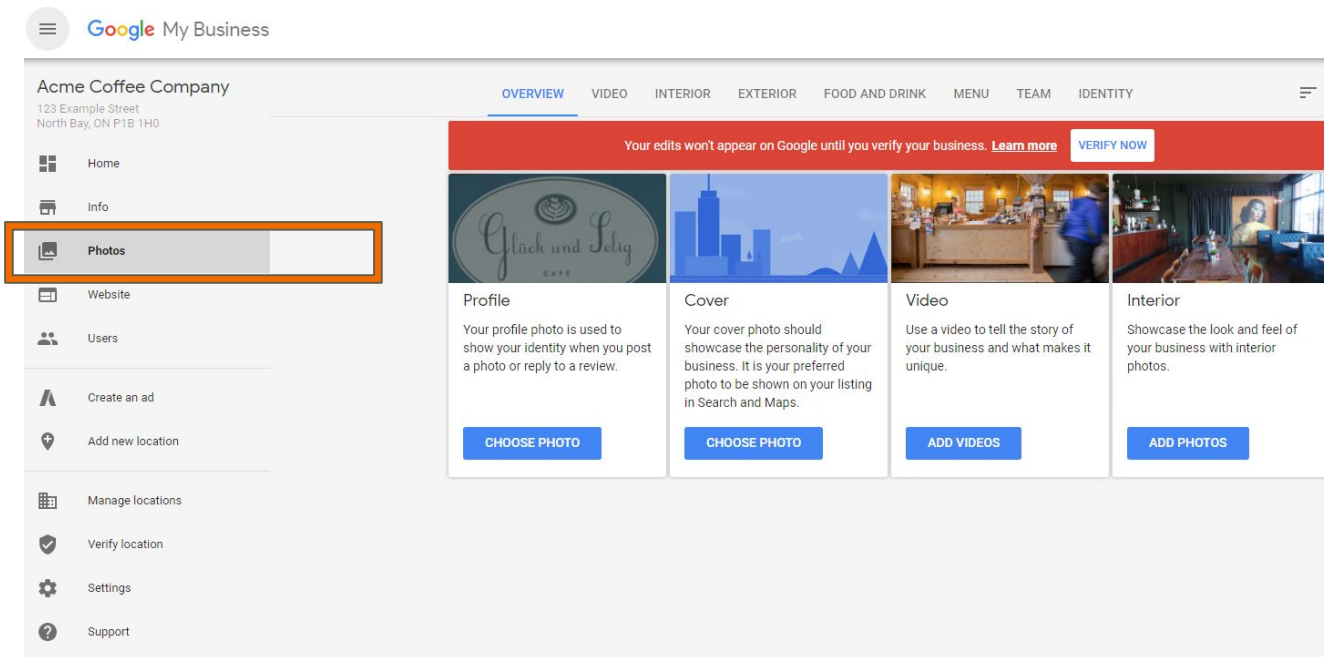 Google My Business
Acme Coffee Company
123 Example Street
North Bay, ON P1B 1H0
Home
Info
Photos
Website
Users
Create an ad
Add new location
Manage locations
Verify location
Settings
Support
OVERVIEW VIDEO INTERIOR EXTERIOR FOOD AND DRINK MENU TEAM IDENTITY
Your edits won't appear on Google until you verify your business. Learn more VERIFY NOW
Glück und Selig
CAFE
Profile
Your profile photo is used to
show your identity when you post
a photo or reply to a review.
CHOOSE PHOTO
Cover
Your cover photo should
showcase the personality of your
business. It is your preferred
photo to be shown on your listing
in Search and Maps.
CHOOSE PHOTO
Video
Use a video to tell the story of
your business and what makes it
unique.
ADD VIDEOS
Interior
Showcase the look and feel of
your business with interior
photos.
ADD PHOTOS